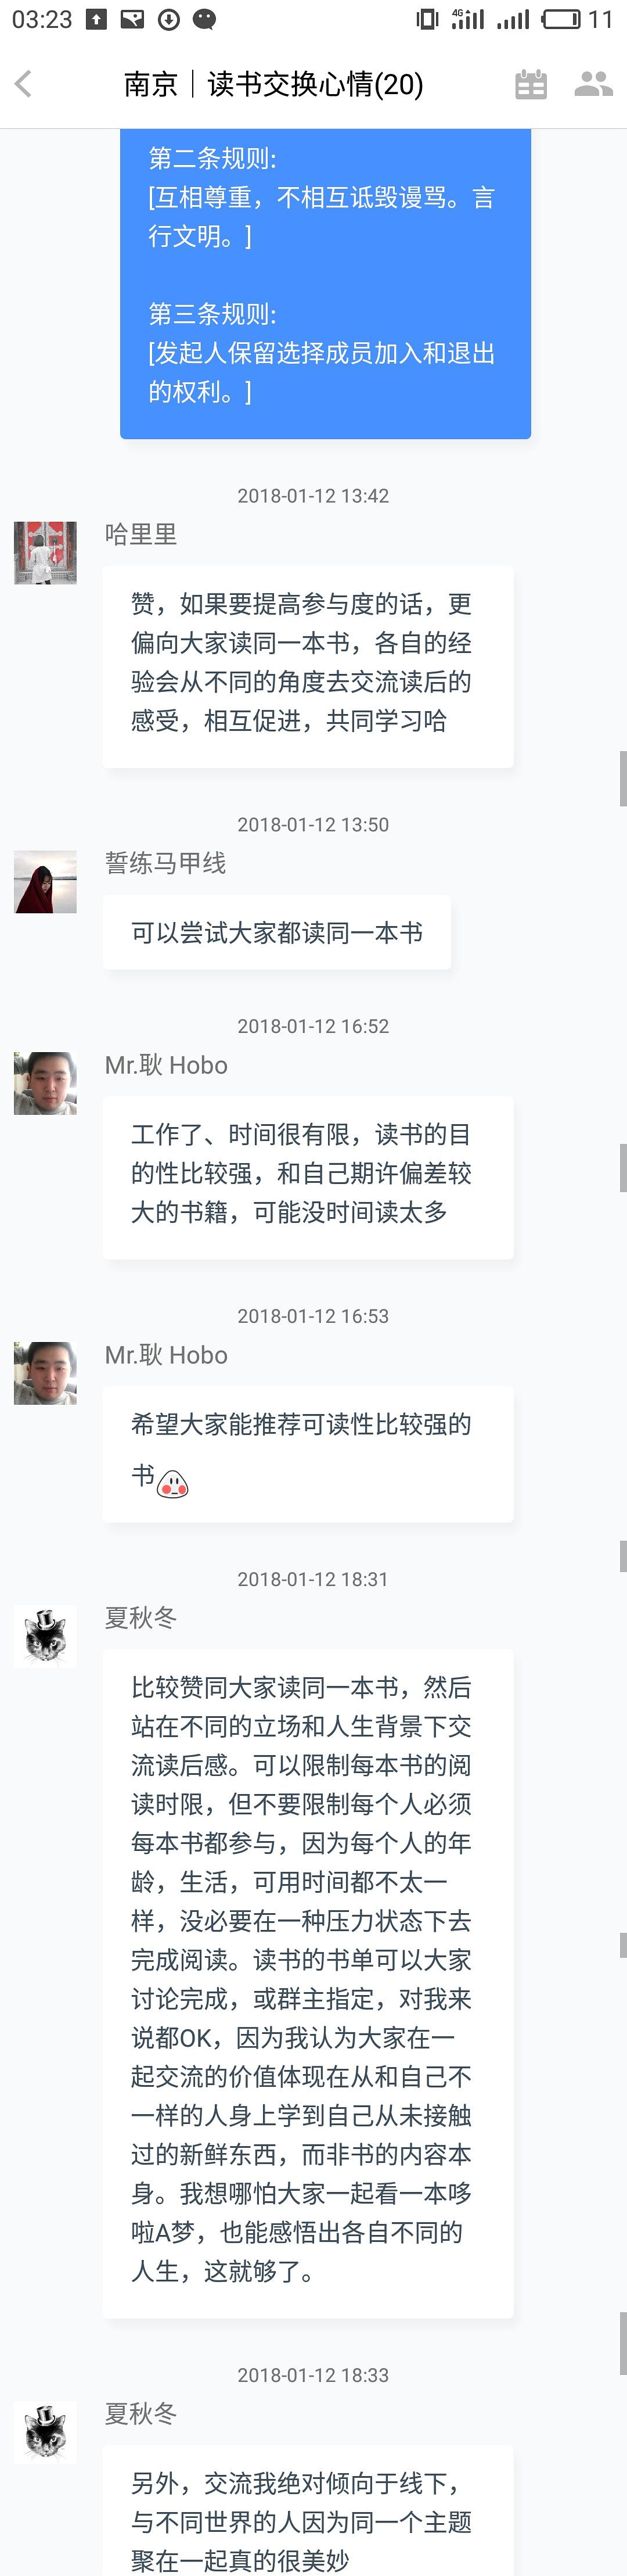 03:23
4G
11
南京｜读书交换心情(20)
第二条规则:
[互相尊重，不相互诋毁谩骂。言
行文明。]
第三条规则:
[发起人保留选择成员加入和退出
的权利。]
2018-01-12 13:42
哈里里
赞，如果要提高参与度的话，更
偏向大家读同一本书，各自的经
验会从不同的角度去交流读后的
感受，相互促进，共同学习哈
2018-01-12 13:50
誓练马甲线
可以尝试大家都读同一本书
2018-01-12 16:52
Mr.耿 Hobo
工作了、时间很有限，读书的目
的性比较强，和自己期许偏差较
大的书籍，可能没时间读太多
2018-01-12 16:53
Mr.耿 Hobo
希望大家能推荐可读性比较强的
书
2018-01-12 18:31
夏秋冬
比较赞同大家读同一本书，然后
站在不同的立场和人生背景下交
流读后感。可以限制每本书的阅
读时限，但不要限制每个人必须
每本书都参与，因为每个人的年
龄，生活，可用时间都不太一
样，没必要在一种压力状态下去
完成阅读。读书的书单可以大家
讨论完成，或群主指定，对我来
说都OK，因为我认为大家在一
起交流的价值体现在从和自己不
一样的人身上学到自己从未接触
过的新鲜东西，而非书的内容本
身。我想哪怕大家一起看一本哆
啦A梦，也能感悟出各自不同的
人生，这就够了。
2018-01-12 18:33
夏秋冬
另外，交流我绝对倾向于线下，
与不同世界的人因为同一个主题
聚在一起真的很美妙